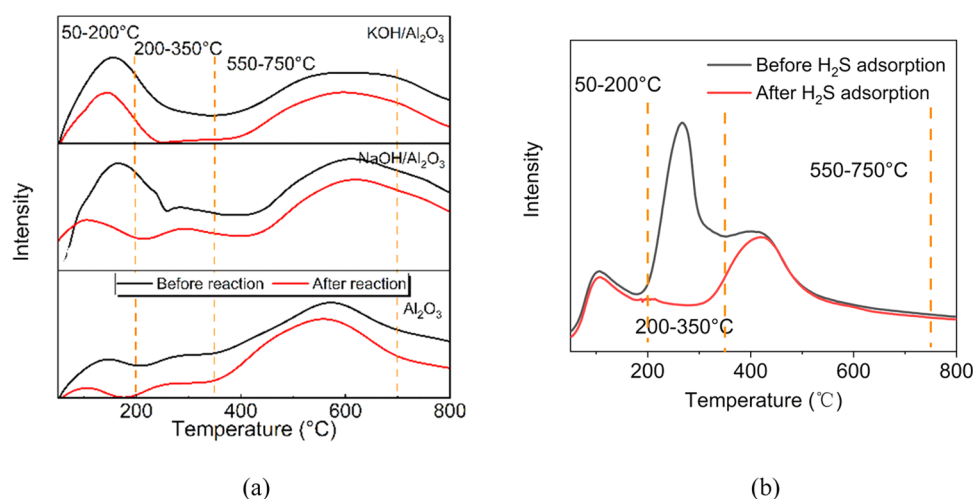 50-200°C
200-350°C
550-750°C
KOH/Al₂O₃
NaOH/Al₂O₃
Before reaction
After reaction
Al₂O₃
Intensity
200
400
600
800
Temperature (°C)
(a)
Before H₂S adsorption
After H₂S adsorption
50-200°C
550-750°C
200-350°C
Intensity
200
400
600
800
Temperature (℃)
(b)